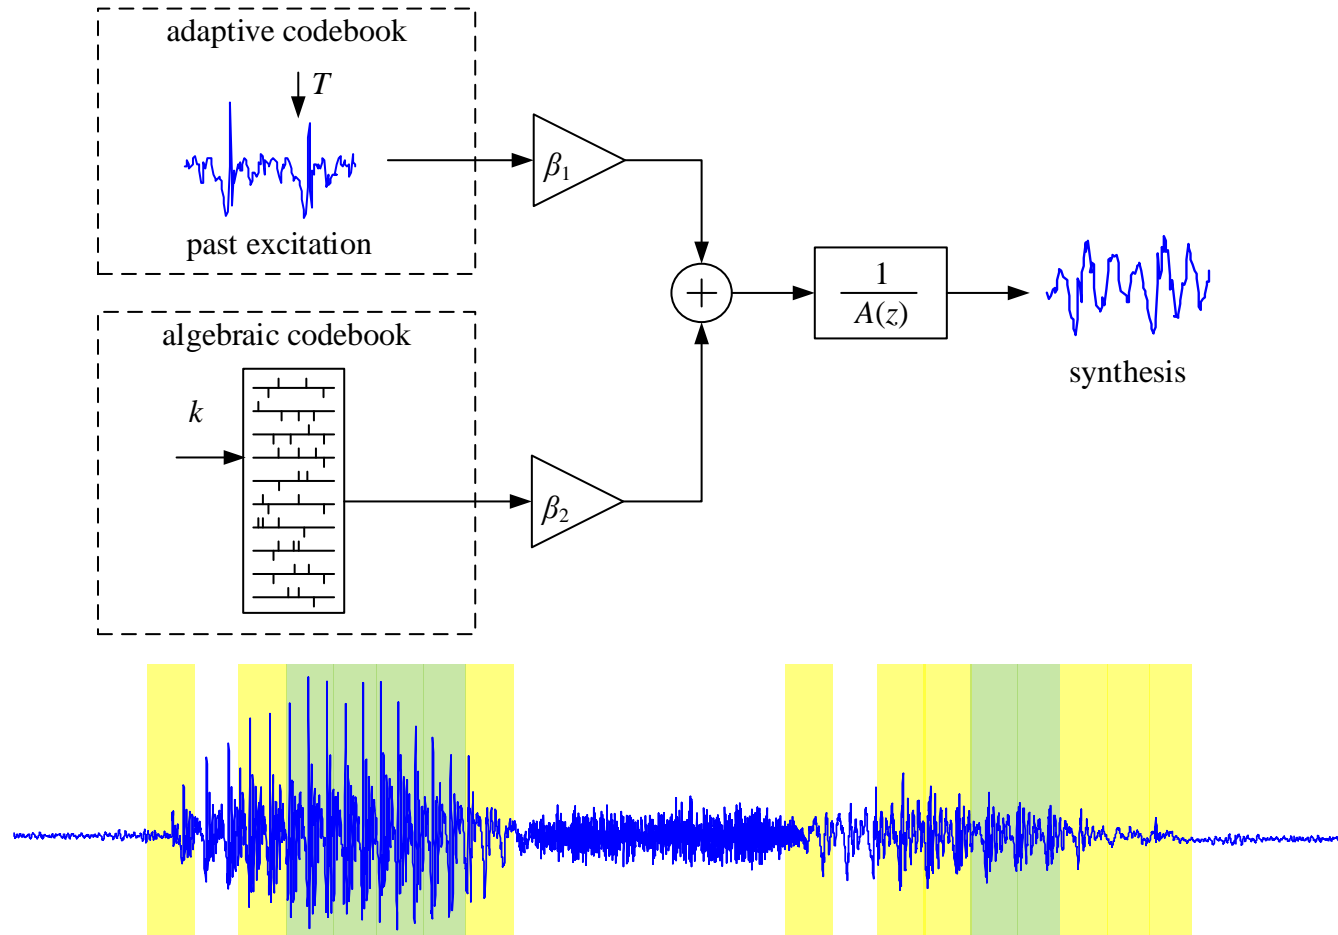 adaptive codebook
T
β₁
past excitation
+
1
A(z)
synthesis
algebraic codebook
k
β₂